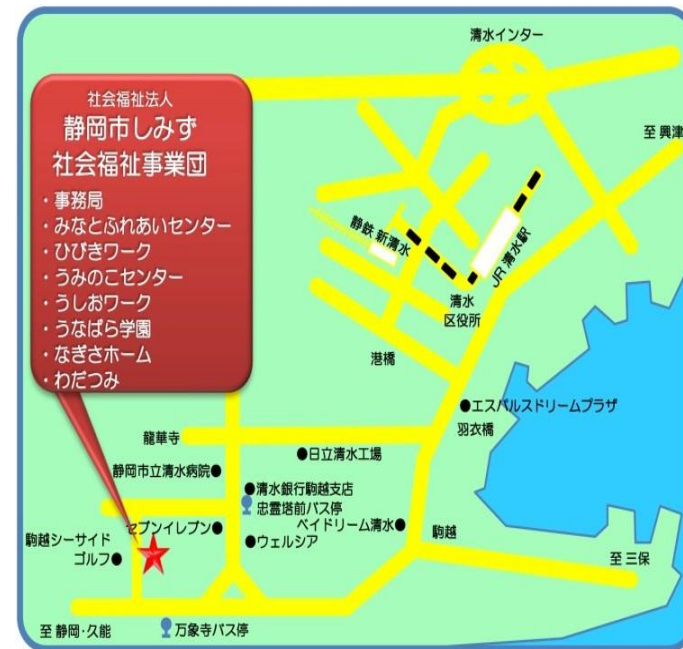 清水インター
社会福祉法人
静岡市しみず
社会福祉事業団
・事務局
・みなとふれあいセンター
・ひびきワーク
・うみのこセンター
・うしおワーク
・うなばら学園
・なぎさホーム
・わだつみ
至 興津
静鉄 新清水
JR 清水駅
清水
区役所
港橋
●エスパルスドリームプラザ
羽衣橋
龍華寺
●日立清水工場
静岡市立清水病院●
●清水銀行駒越支店
忠霊塔前バス停
セブンイレブン●
ベイドリーム清水●
●ウェルシア
駒越
駒越シーサイド
ゴルフ●
至 三保
至 静岡・久能
万象寺バス停